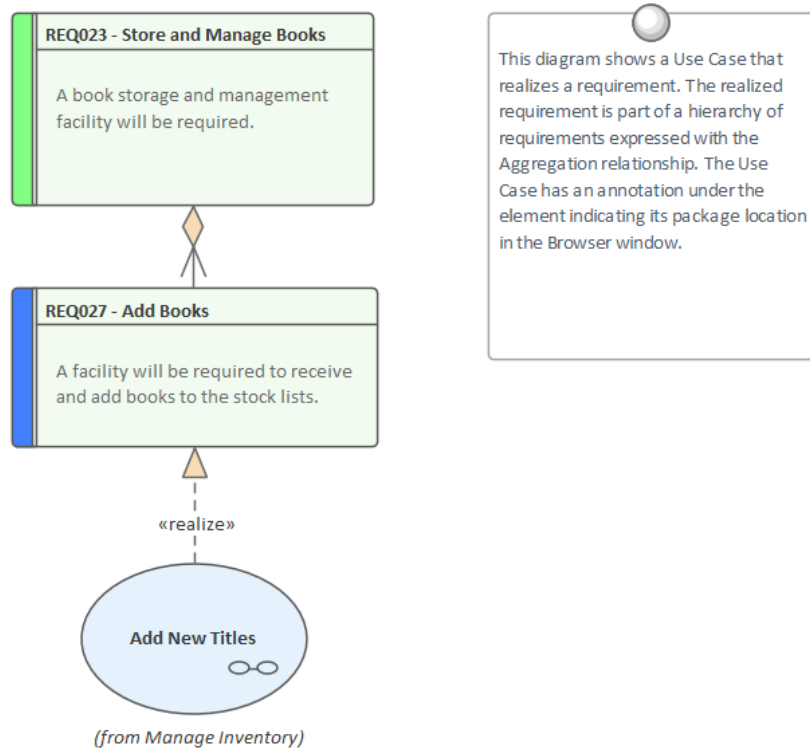 REQ023 - Store and Manage Books
A book storage and management
facility will be required.
REQ027 - Add Books
A facility will be required to receive
and add books to the stock lists.
«realize»
Add New Titles
(from Manage Inventory)
This diagram shows a Use Case that
realizes a requirement. The realized
requirement is part of a hierarchy of
requirements expressed with the
Aggregation relationship. The Use
Case has an annotation under the
element indicating its package location
in the Browser window.